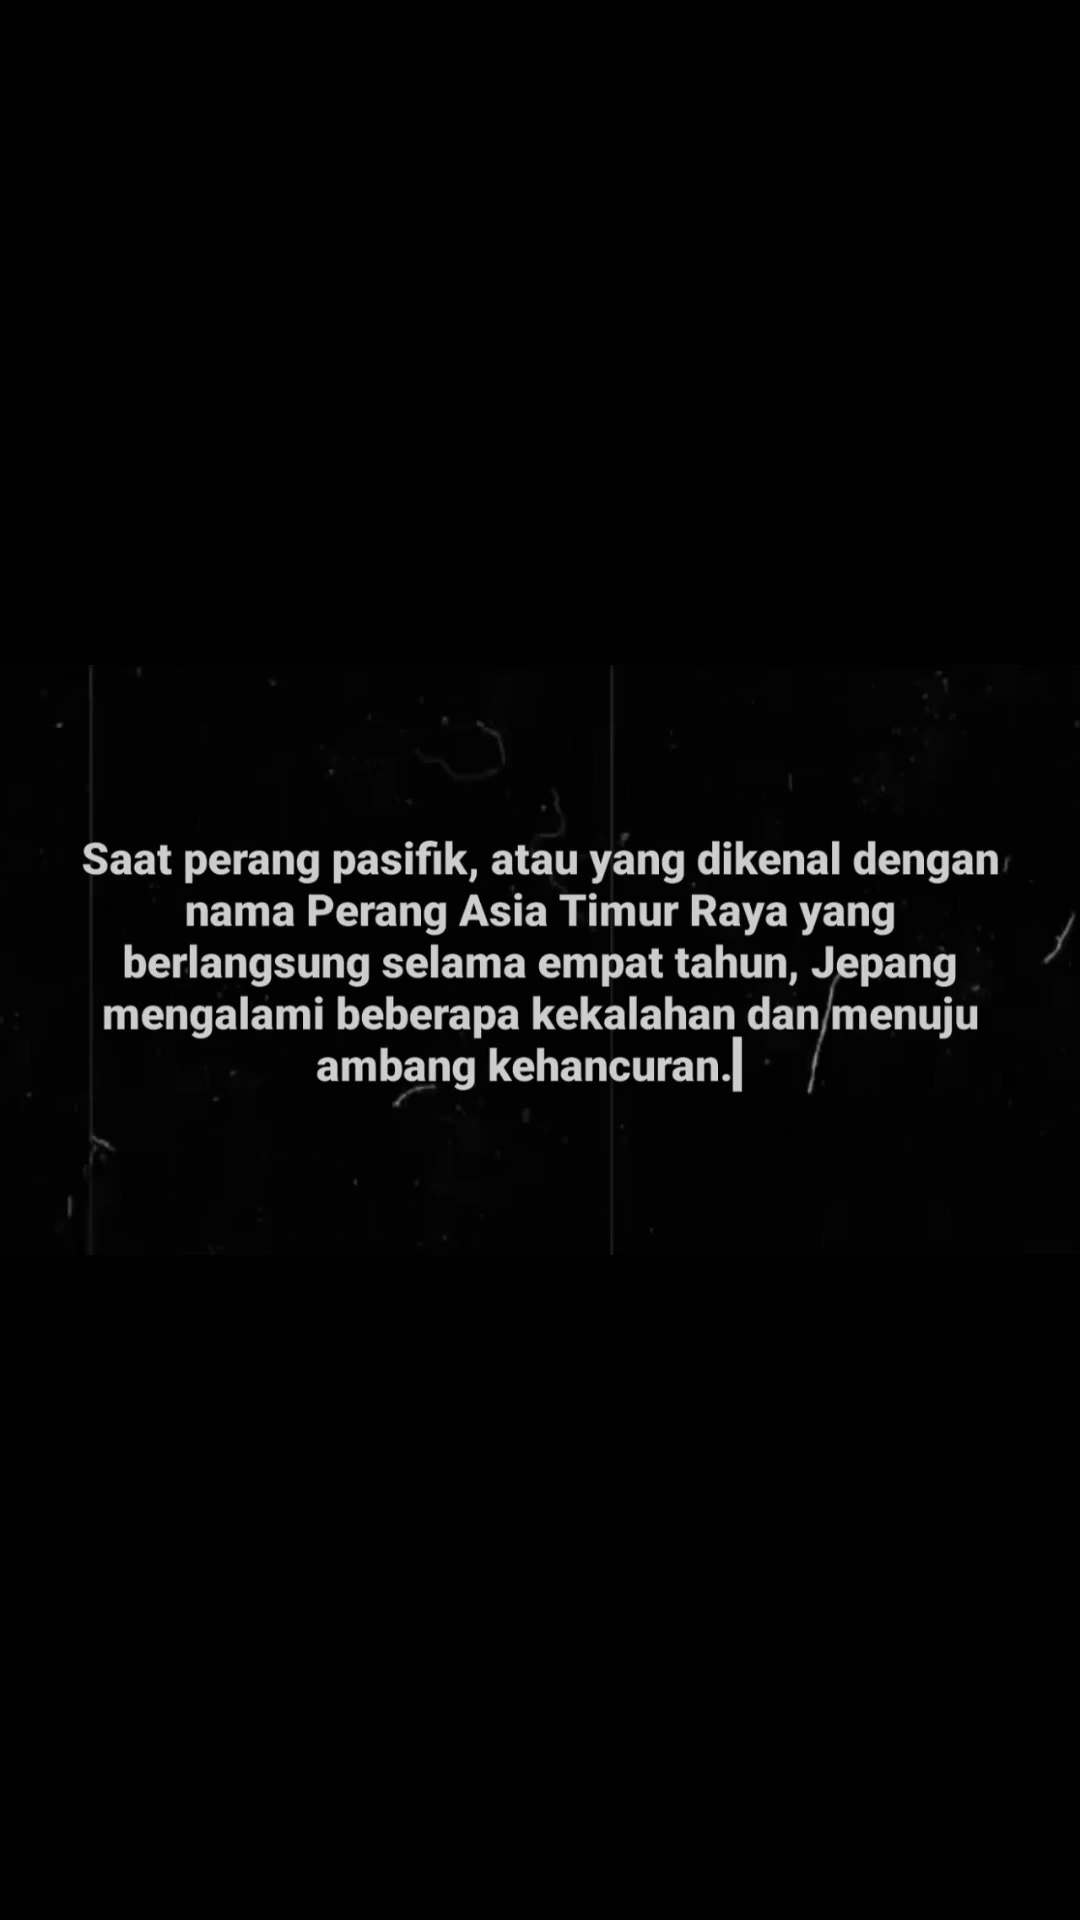 Saat perang pasifik, atau yang dikenal dengan
nama Perang Asia Timur Raya yang
berlangsung selama empat tahun, Jepang
mengalami beberapa kekalahan dan menuju
ambang kehancuran.